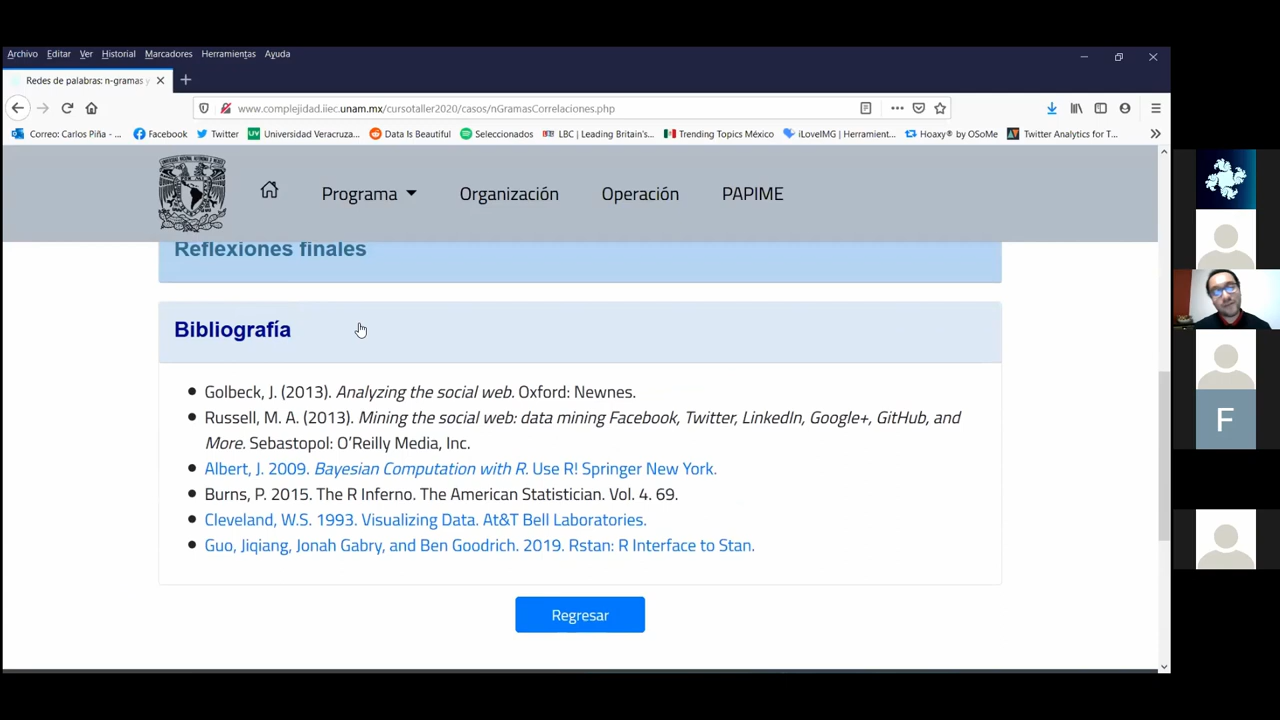 Archivo Editar Ver Historial Marcadores Herramientas Ayuda
Redes de palabras: n-gramas y
www.complejidad.iiec.unam.mx/cursotaller2020/casos/nGramasCorrelaciones.php
Correo: Carlos Piña - ... Facebook Twitter Universidad Veracruza... Data Is Beautiful Seleccionados LBC | Leading Britain's... Trending Topics México iLoveIMG | Herramient... Hoaxy® by OSoMe Twitter Analytics for T...
Programa Organización Operación PAPIME
Reflexiones finales
Bibliografía
Golbeck, J. (2013). Analyzing the social web. Oxford: Newnes.
Russell, M. A. (2013). Mining the social web: data mining Facebook, Twitter, LinkedIn, Google+, GitHub, and
More. Sebastopol: O'Reilly Media, Inc.
Albert, J. 2009. Bayesian Computation with R. Use R! Springer New York.
Burns, P. 2015. The R Inferno. The American Statistician. Vol. 4. 69.
Cleveland, W.S. 1993. Visualizing Data. At&T Bell Laboratories.
Guo, Jiqiang, Jonah Gabry, and Ben Goodrich. 2019. Rstan: R Interface to Stan.
Regresar
F